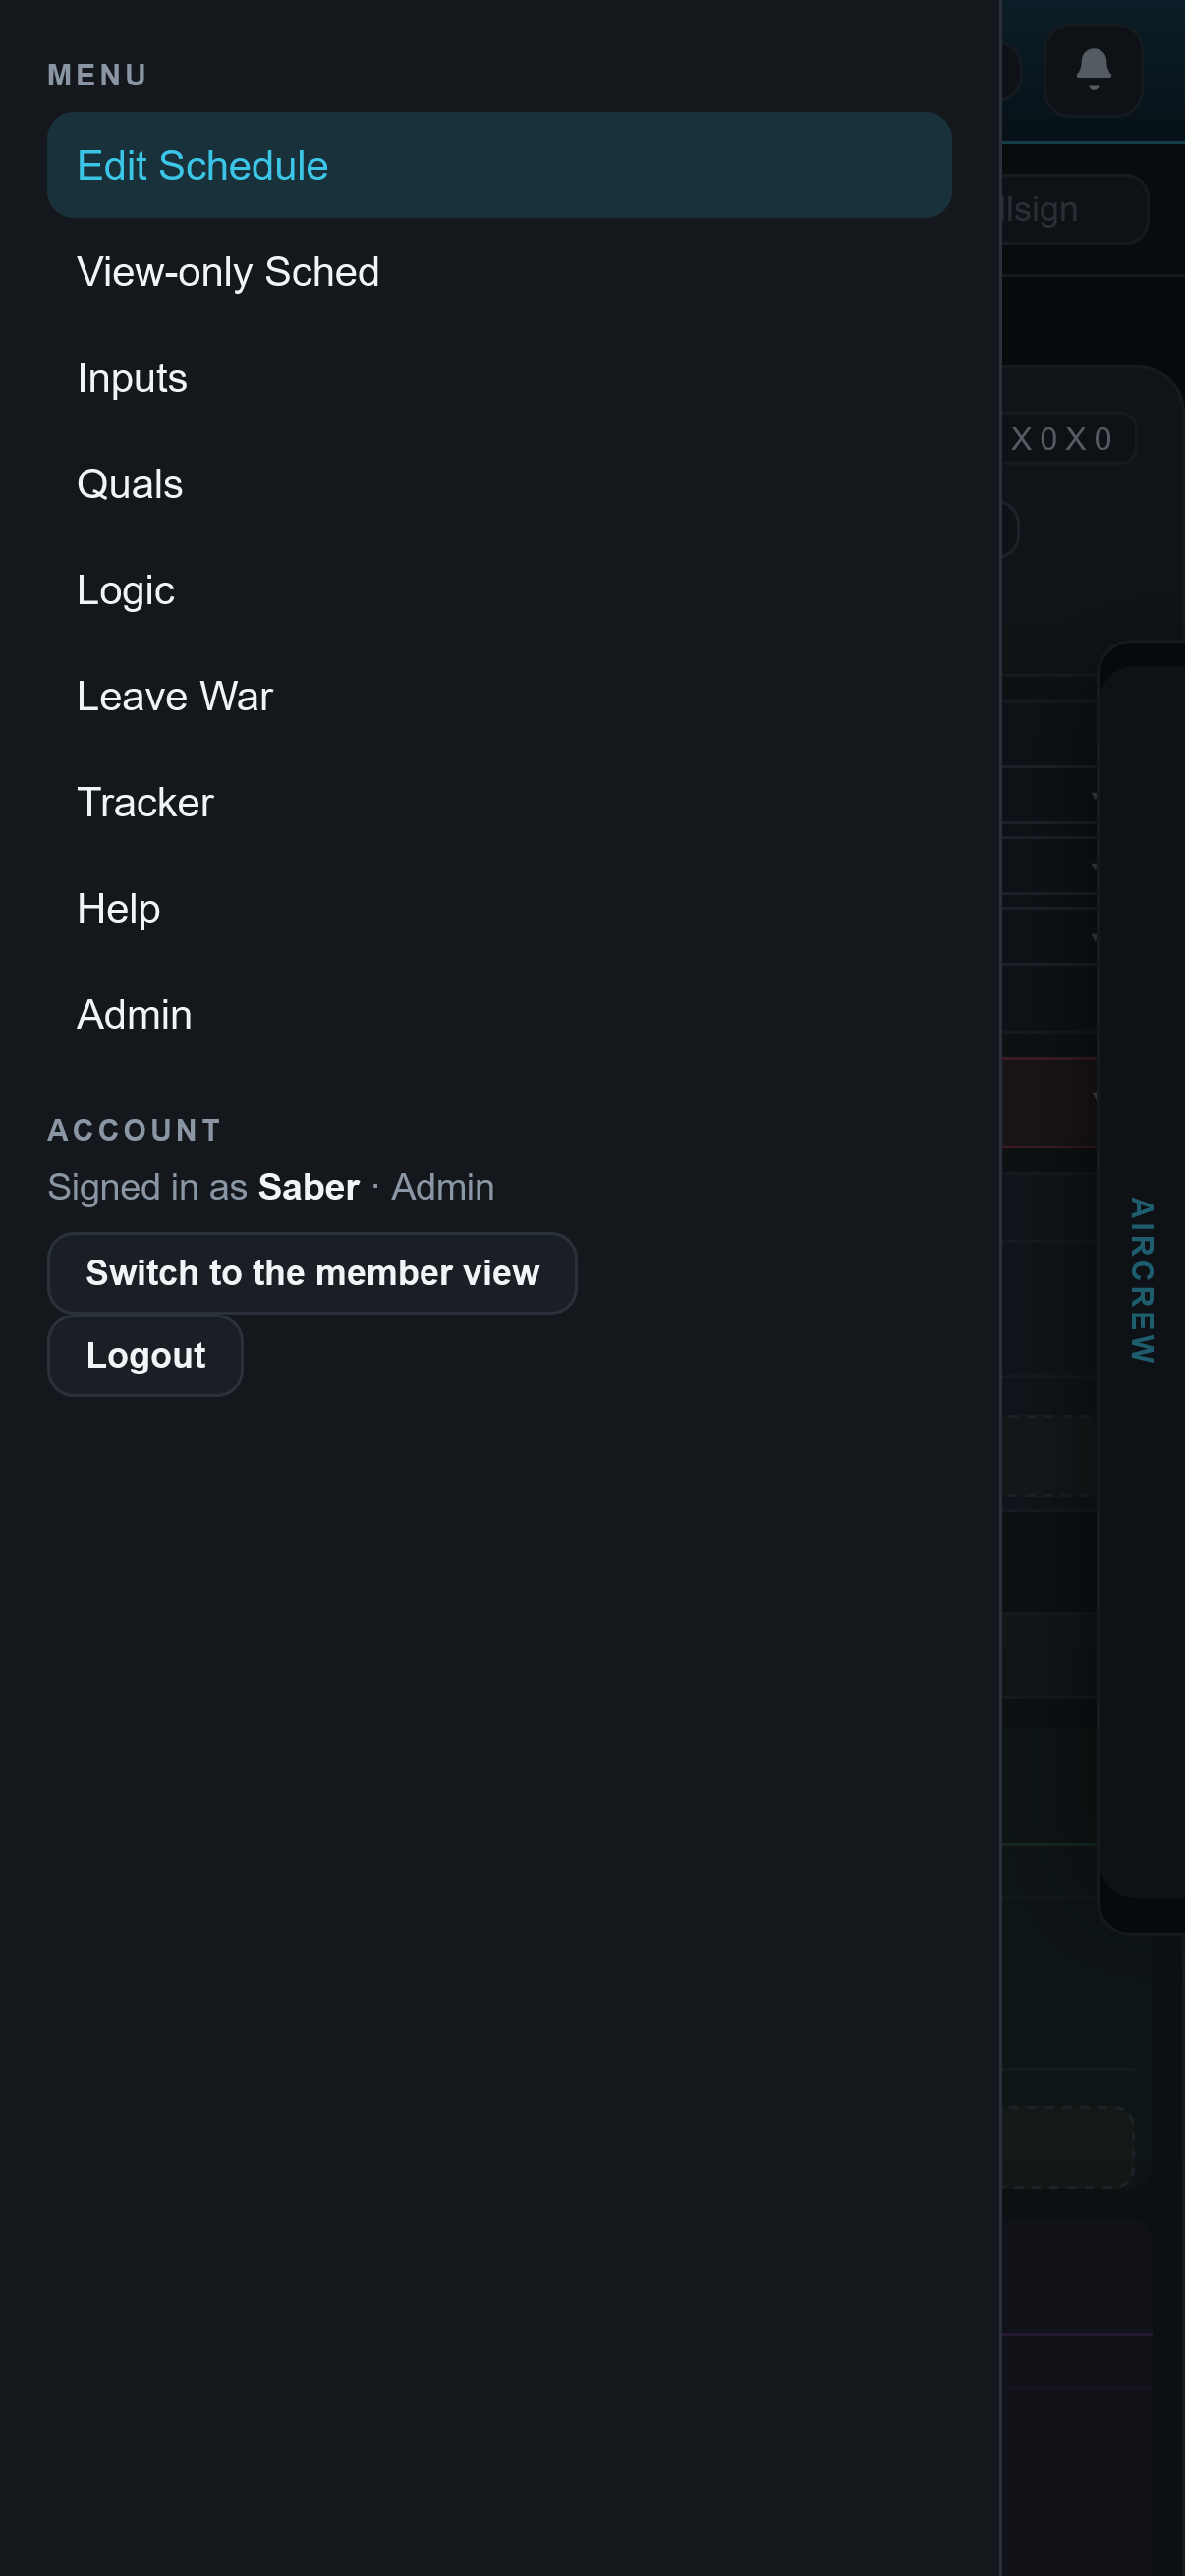 MENU
Edit Schedule
View-only Sched
Inputs
Quals
Logic
Leave War
Tracker
Help
Admin
ACCOUNT
Signed in as Saber · Admin
Switch to the member view
Logout
llsign
X 0 X 0
AIRCREW